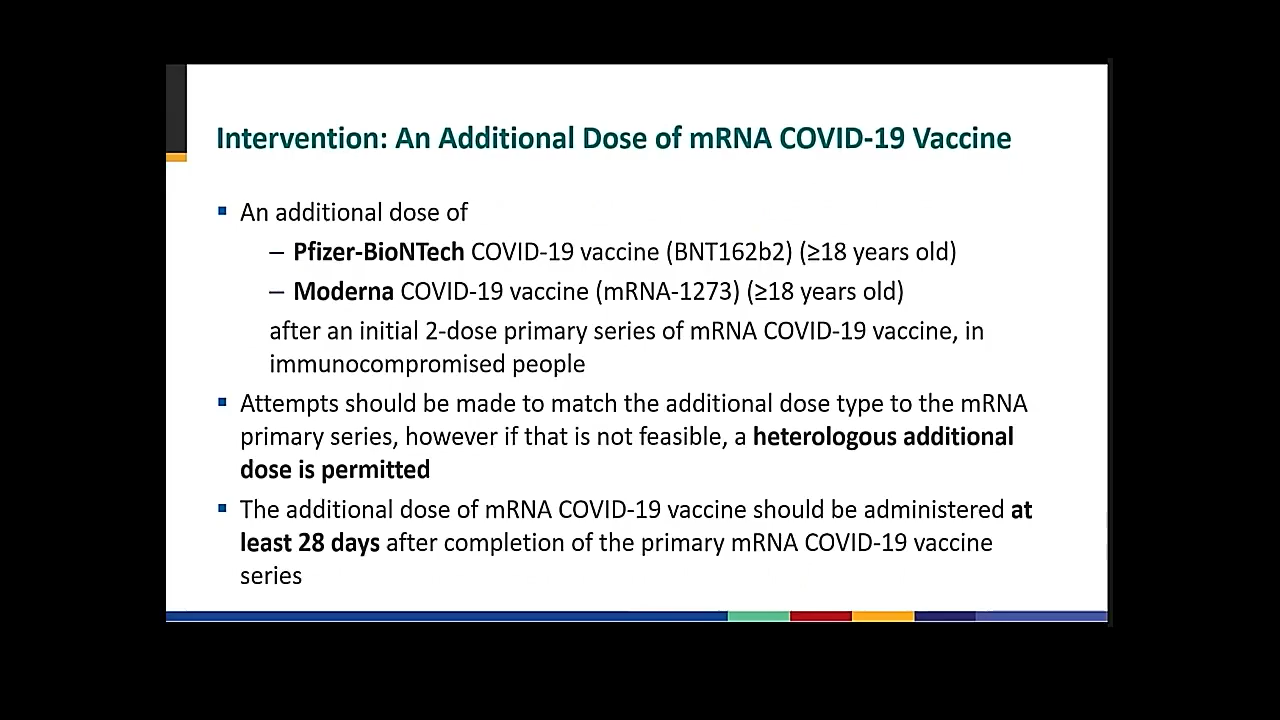 Intervention: An Additional Dose of mRNA COVID-19 Vaccine
▪ An additional dose of
– Pfizer-BioNTech COVID-19 vaccine (BNT162b2) (≥18 years old)
– Moderna COVID-19 vaccine (mRNA-1273) (≥18 years old)
after an initial 2-dose primary series of mRNA COVID-19 vaccine, in
immunocompromised people
▪ Attempts should be made to match the additional dose type to the mRNA
primary series, however if that is not feasible, a heterologous additional
dose is permitted
▪ The additional dose of mRNA COVID-19 vaccine should be administered at
least 28 days after completion of the primary mRNA COVID-19 vaccine
series